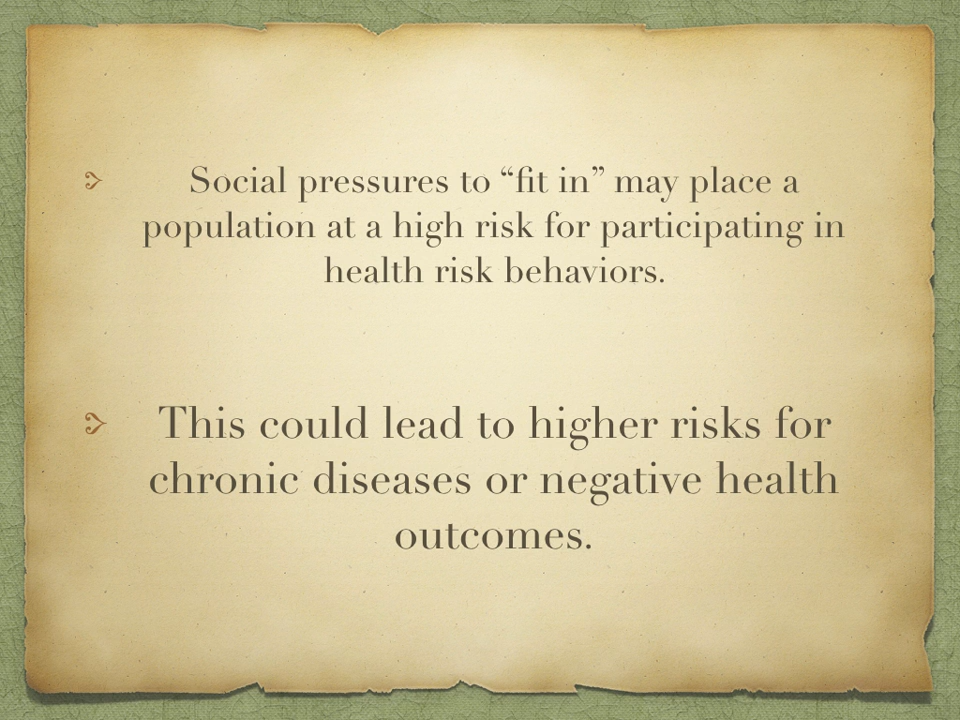 Social pressures to “fit in” may place a
population at a high risk for participating in
health risk behaviors.
This could lead to higher risks for
chronic diseases or negative health
outcomes.